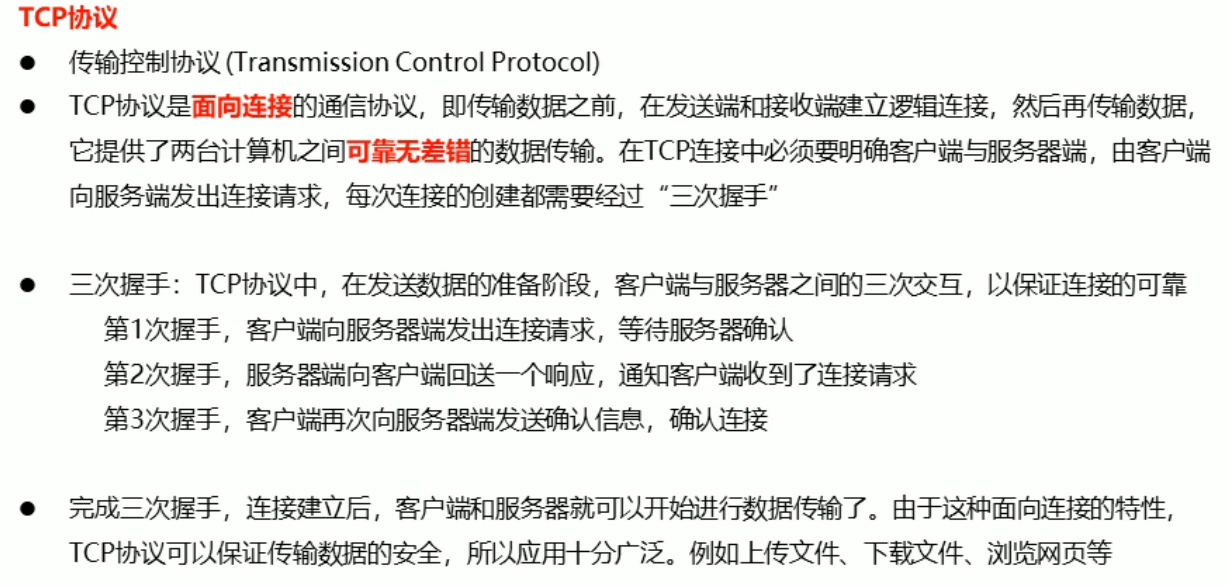 TCP协议
● 传输控制协议 (Transmission Control Protocol)
● TCP协议是面向连接的通信协议，即传输数据之前，在发送端和接收端建立逻辑连接，然后再传输数据，
它提供了两台计算机之间可靠无差错的数据传输。在TCP连接中必须要明确客户端与服务器端，由客户端
向服务端发出连接请求，每次连接的创建都需要经过“三次握手”
● 三次握手：TCP协议中，在发送数据的准备阶段，客户端与服务器之间的三次交互，以保证连接的可靠
第1次握手，客户端向服务器端发出连接请求，等待服务器确认
第2次握手，服务器端向客户端回送一个响应，通知客户端收到了连接请求
第3次握手，客户端再次向服务器端发送确认信息，确认连接
● 完成三次握手，连接建立后，客户端和服务器就可以开始进行数据传输了。由于这种面向连接的特性，
TCP协议可以保证传输数据的安全，所以应用十分广泛。例如上传文件、下载文件、浏览网页等